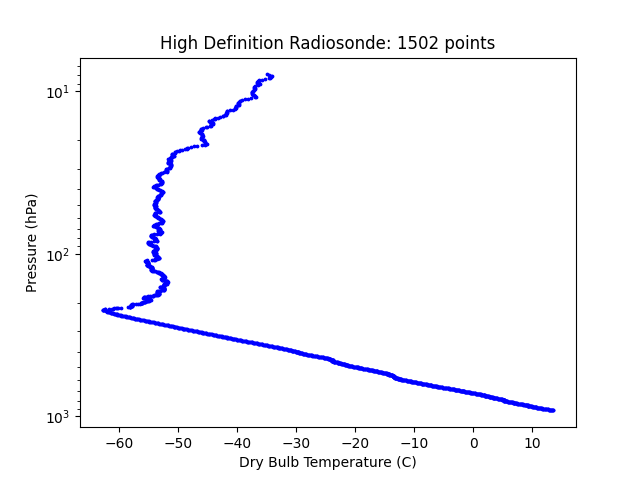 High Definition Radiosonde: 1502 points
10¹
10²
10³
Pressure (hPa)
−60 −50 −40 −30 −20 −10 0 10
Dry Bulb Temperature (C)